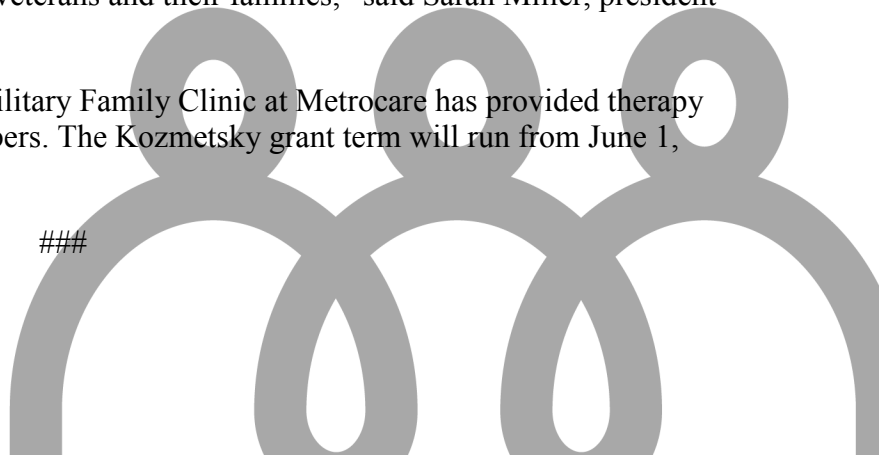 veterans and their families," said Sarah Miller, president
ilitary Family Clinic at Metrocare has provided therapy
bers. The Kozmetsky grant term will run from June 1,
###